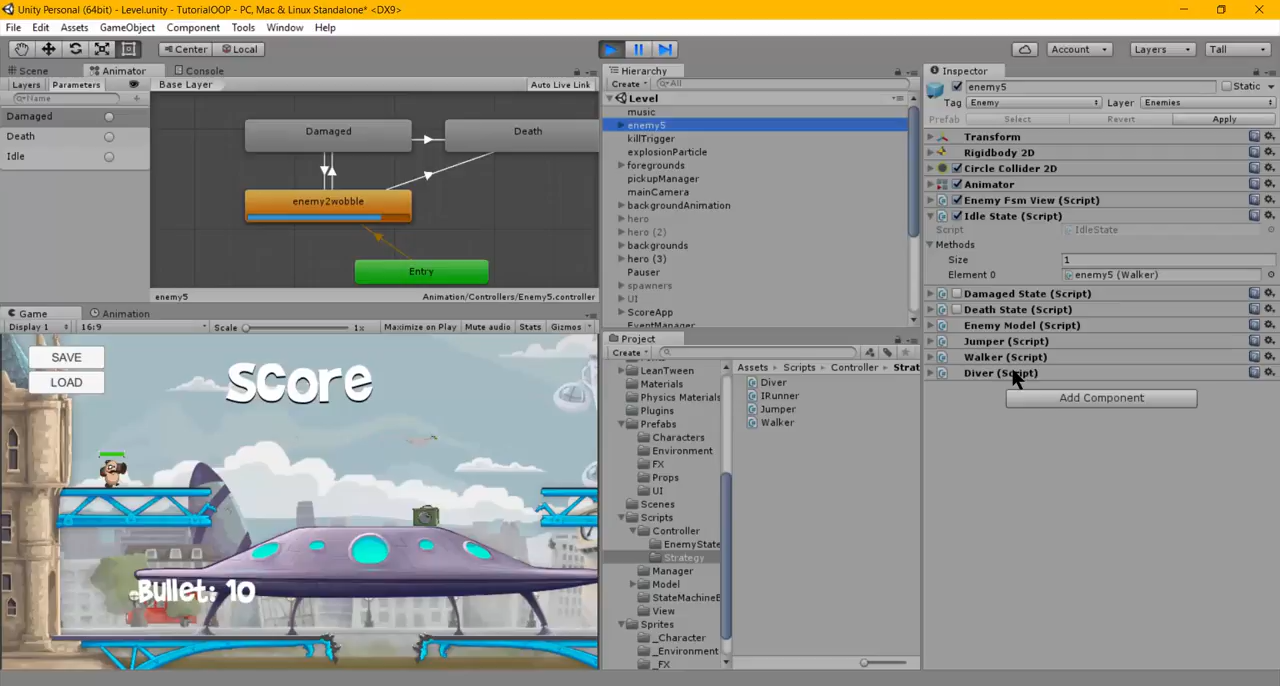 Unity Personal (64bit) - Level.unity - TutorialOOP - PC, Mac & Linux Standalone* <DX9>
File Edit Assets GameObject Component Tools Window Help
Center Local Account Layers Tall
Scene Animator Console
Layers Parameters Base Layer Auto Live Link
Name
Damaged
Death
Idle
Damaged Death
enemy2wobble
Entry
enemy5 Animation/Controllers/Enemy5.controller
Game Animation
Display 1 16:9 Scale 1x Maximize on Play Mute audio Stats Gizmos
SAVE
LOAD
Score
Bullet: 10
Hierarchy
Create All
Level
music
enemy5
killTrigger
explosionParticle
foregrounds
pickupManager
mainCamera
backgroundAnimation
hero
hero (2)
backgrounds
hero (3)
Pauser
spawners
UI
ScoreApp
EventManager
Project
Create
LeanTween
Materials
Physics Materials
Plugins
Prefabs
Characters
Environment
FX
Props
UI
Scenes
Scripts
Controller
EnemyState
Strategy
Manager
Model
StateMachineB
View
Sprites
_Character
_Environment
_FX
Assets Scripts Controller Strat
Diver
IRunner
Jumper
Walker
Inspector
enemy5 Static
Tag Enemy Layer Enemies
Prefab Select Revert Apply
Transform
Rigidbody 2D
Circle Collider 2D
Animator
Enemy Fsm View (Script)
Idle State (Script)
Script IdleState
Methods
Size 1
Element 0 enemy5 (Walker)
Damaged State (Script)
Death State (Script)
Enemy Model (Script)
Jumper (Script)
Walker (Script)
Diver (Script)
Add Component